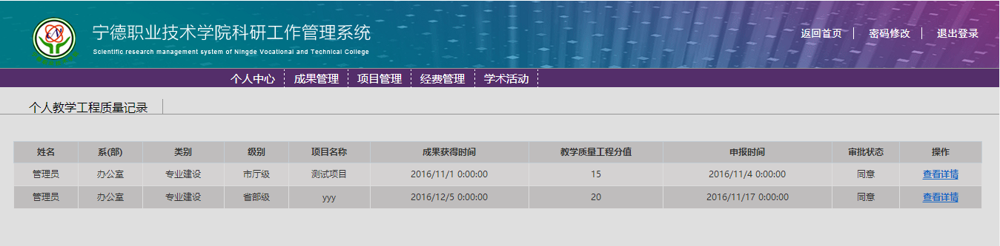 宁德职业技术学院科研工作管理系统
Scientific research management system of Ningde Vocational and Technical College
返回首页 密码修改 退出登录
个人中心 成果管理 项目管理 经费管理 学术活动
个人教学工程质量记录
姓名 系(部) 类别 级别 项目名称 成果获得时间 教学质量工程分值 申报时间 审批状态 操作
管理员 办公室 专业建设 市厅级 测试项目 2016/11/1 0:00:00 15 2016/11/4 0:00:00 同意 查看详情
管理员 办公室 专业建设 省部级 yyy 2016/12/5 0:00:00 20 2016/11/17 0:00:00 同意 查看详情